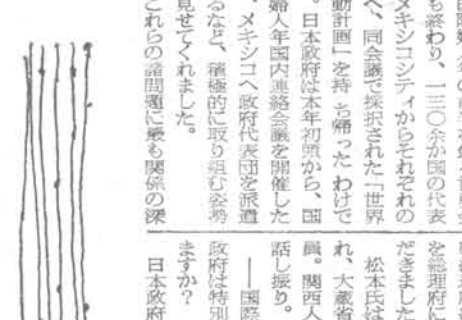 も終わり、一三〇余か国の代表
メキシコシティからそれぞれの
へ、同会議で採択された「世界
動計画」を持ち帰ったわけで
。日本政府は本年初頭から、国
婦人年国内連絡会議を開催した
、メキシコへ政府代表団を派遣
るなど、積極的に取り組む姿勢
見せてくれました。
これらの諸問題に最も関係の深
を総理府に
だきました
松本氏は
れ、大蔵省
員。関西人
話し振り。
――国際
政府は特別
ますか？
日本政府